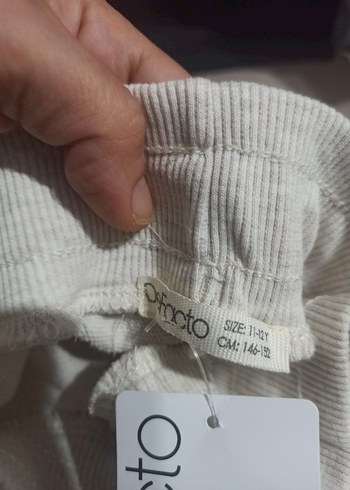 Defacto
SIZE: 11-12Y
CM: 146-152
cto